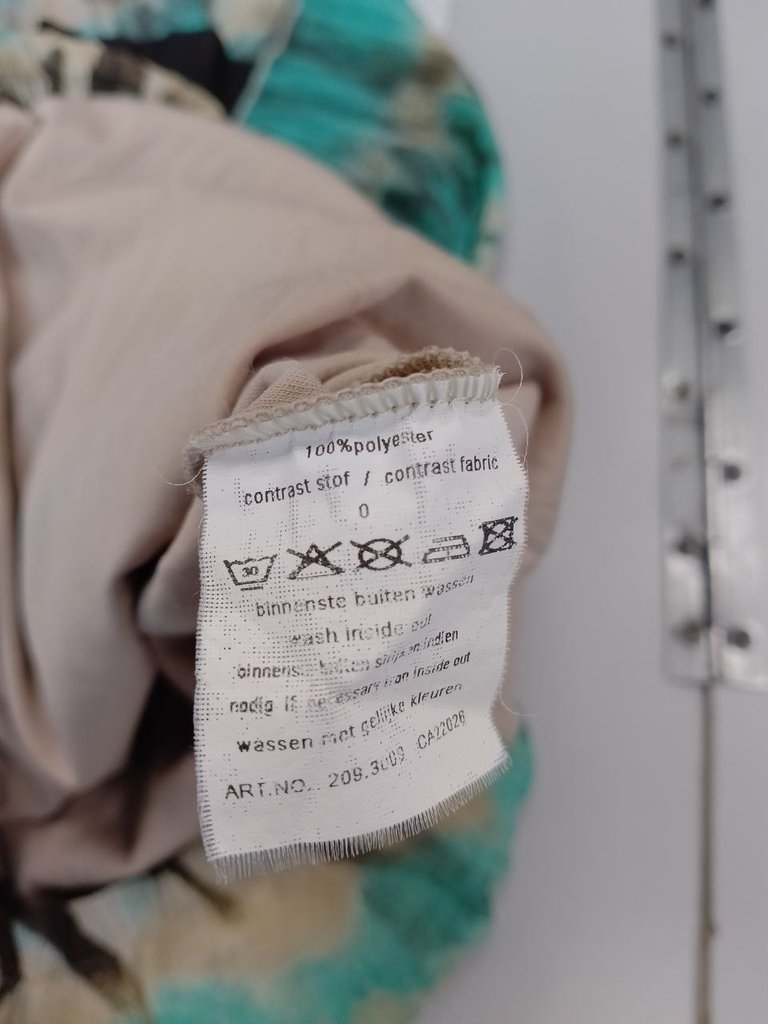 100%polyester
contrast stof / contrast fabric
0
30
binnenste buiten wassen
wash inside out
binnenste buiten strijken indien
nodig if necessary iron inside out
wassen met gelijke kleuren
ART.NO. 209.3009 CA22026